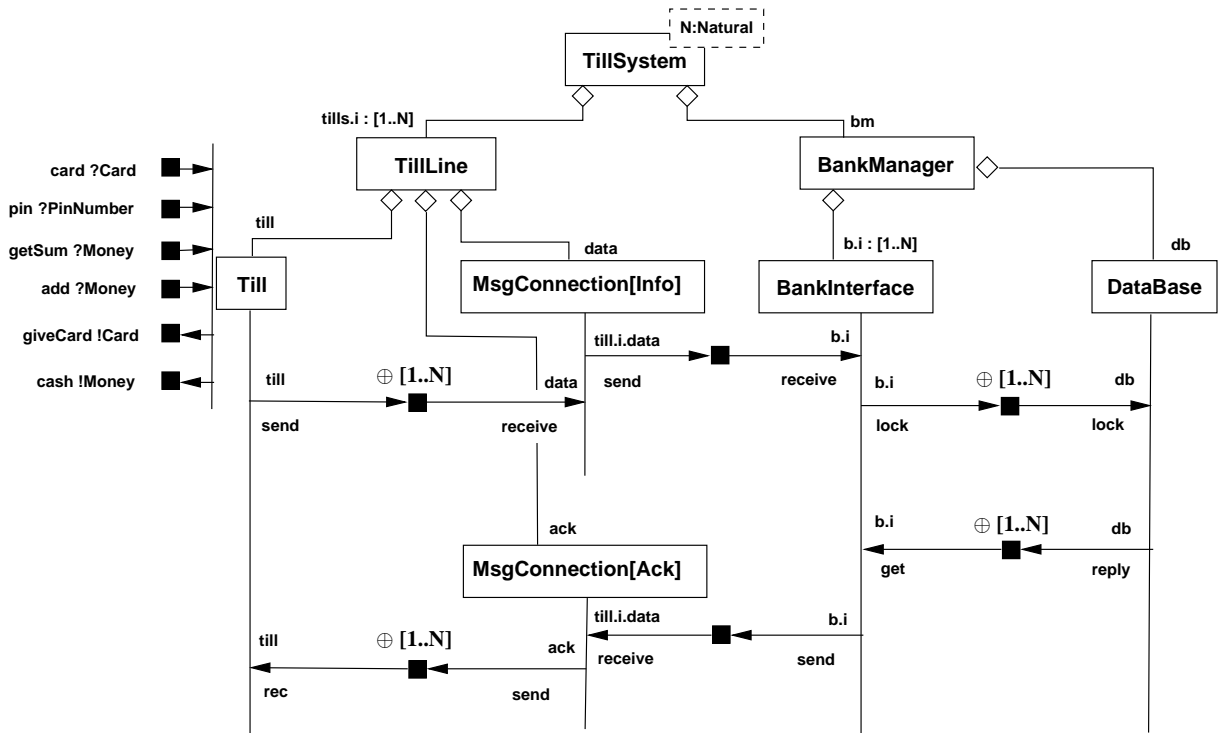 N:Natural
TillSystem
tills.i : [1..N]
bm
TillLine
BankManager
card ?Card
pin ?PinNumber
getSum ?Money
add ?Money
giveCard !Card
cash !Money
till
data
b.i : [1..N]
db
Till
MsgConnection[Info]
BankInterface
DataBase
till.i.data
b.i
send
receive
till
⊕ [1..N]
data
send
receive
b.i
⊕ [1..N]
db
lock
lock
ack
b.i
⊕ [1..N]
db
get
reply
MsgConnection[Ack]
till.i.data
b.i
receive
send
till
⊕ [1..N]
ack
rec
send